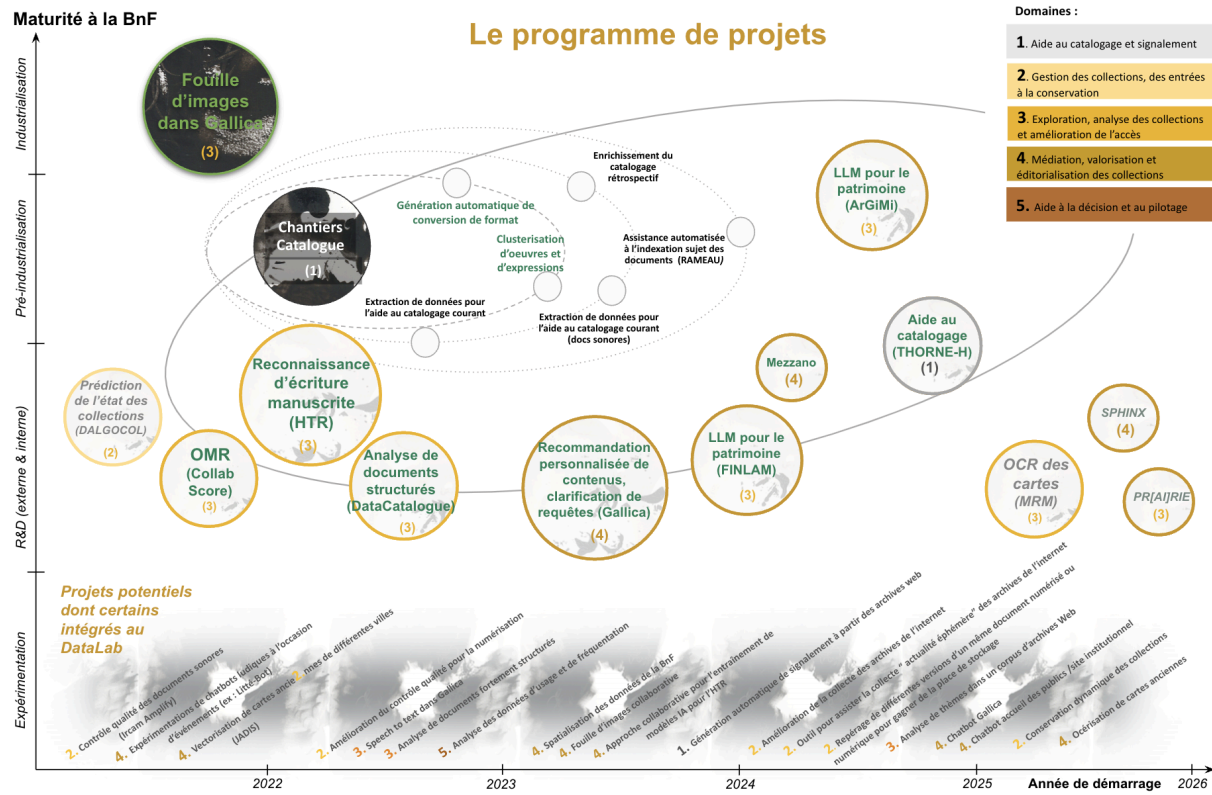 Maturité à la BnF
Le programme de projets
Domaines :
1. Aide au catalogage et signalement
2. Gestion des collections, des entrées
à la conservation
3. Exploration, analyse des collections
et amélioration de l'accès
4. Médiation, valorisation et
éditorialisation des collections
5. Aide à la décision et au pilotage
Industrialisation
Pré-industrialisation
R&D (externe & interne)
Expérimentation
Fouille
d'images
dans Gallica
(3)
Chantiers
Catalogue
(1)
Génération automatique de
conversion de format
Enrichissement du
catalogage
rétrospectif
Clusterisation
d'oeuvres et
d'expressions
Assistance automatisée
à l'indexation sujet des
documents (RAMEAU)
Extraction de données pour
l'aide au catalogage courant
Extraction de données pour
l'aide au catalogage courant
(docs sonores)
LLM pour le
patrimoine
(ArGiMi)
(3)
Aide au
catalogage
(THORNE-H)
(1)
Mezzano
(4)
Prédiction
de l'état des
collections
(DALGOCOL)
(2)
OMR
(Collab
Score)
(3)
Reconnaissance
d'écriture
manuscrite
(HTR)
(3)
Analyse de
documents
structurés
(DataCatalogue)
(3)
Recommandation
personnalisée de
contenus,
clarification de
requêtes (Gallica)
(4)
LLM pour le
patrimoine
(FINLAM)
(3)
OCR des
cartes
(MRM)
(3)
SPHINX
(4)
PR[AI]RIE
(3)
Projets potentiels
dont certains
intégrés au
DataLab
2. Contrôle qualité des documents sonores
(Ircam Amplify)
4. Expérimentations de chatbots ludiques à l'occasion
d'événements (ex : Litté-Bot)
4. Vectorisation de cartes anciennes de différentes villes
(JADIS)
2.
2. Amélioration du contrôle qualité pour la numérisation
3. Speech to text dans Gallica
3. Analyse de documents fortement structurés
5. Analyse des données d'usage et de fréquentation
4. Spatialisation des données de la BnF
4. Fouille d'images collaborative
4. Approche collaborative pour l'entraînement de
modèles IA pour l'HTR
1. Génération automatique de signalement à partir des archives web
2. Amélioration de la collecte des archives de l'internet
2. Outil pour assister la collecte " actualité éphémère" des archives de l'internet
2. Repérage de différentes versions d'un même document numérisé ou
numérique pour gagner de la place de stockage
3. Analyse de thèmes dans un corpus d'archives Web
4. Chatbot Gallica
4. Chatbot accueil des publics /site institutionnel
2. Conservation dynamique des collections
4. Océrisation de cartes anciennes
2022
2023
2024
2025
Année de démarrage
2026